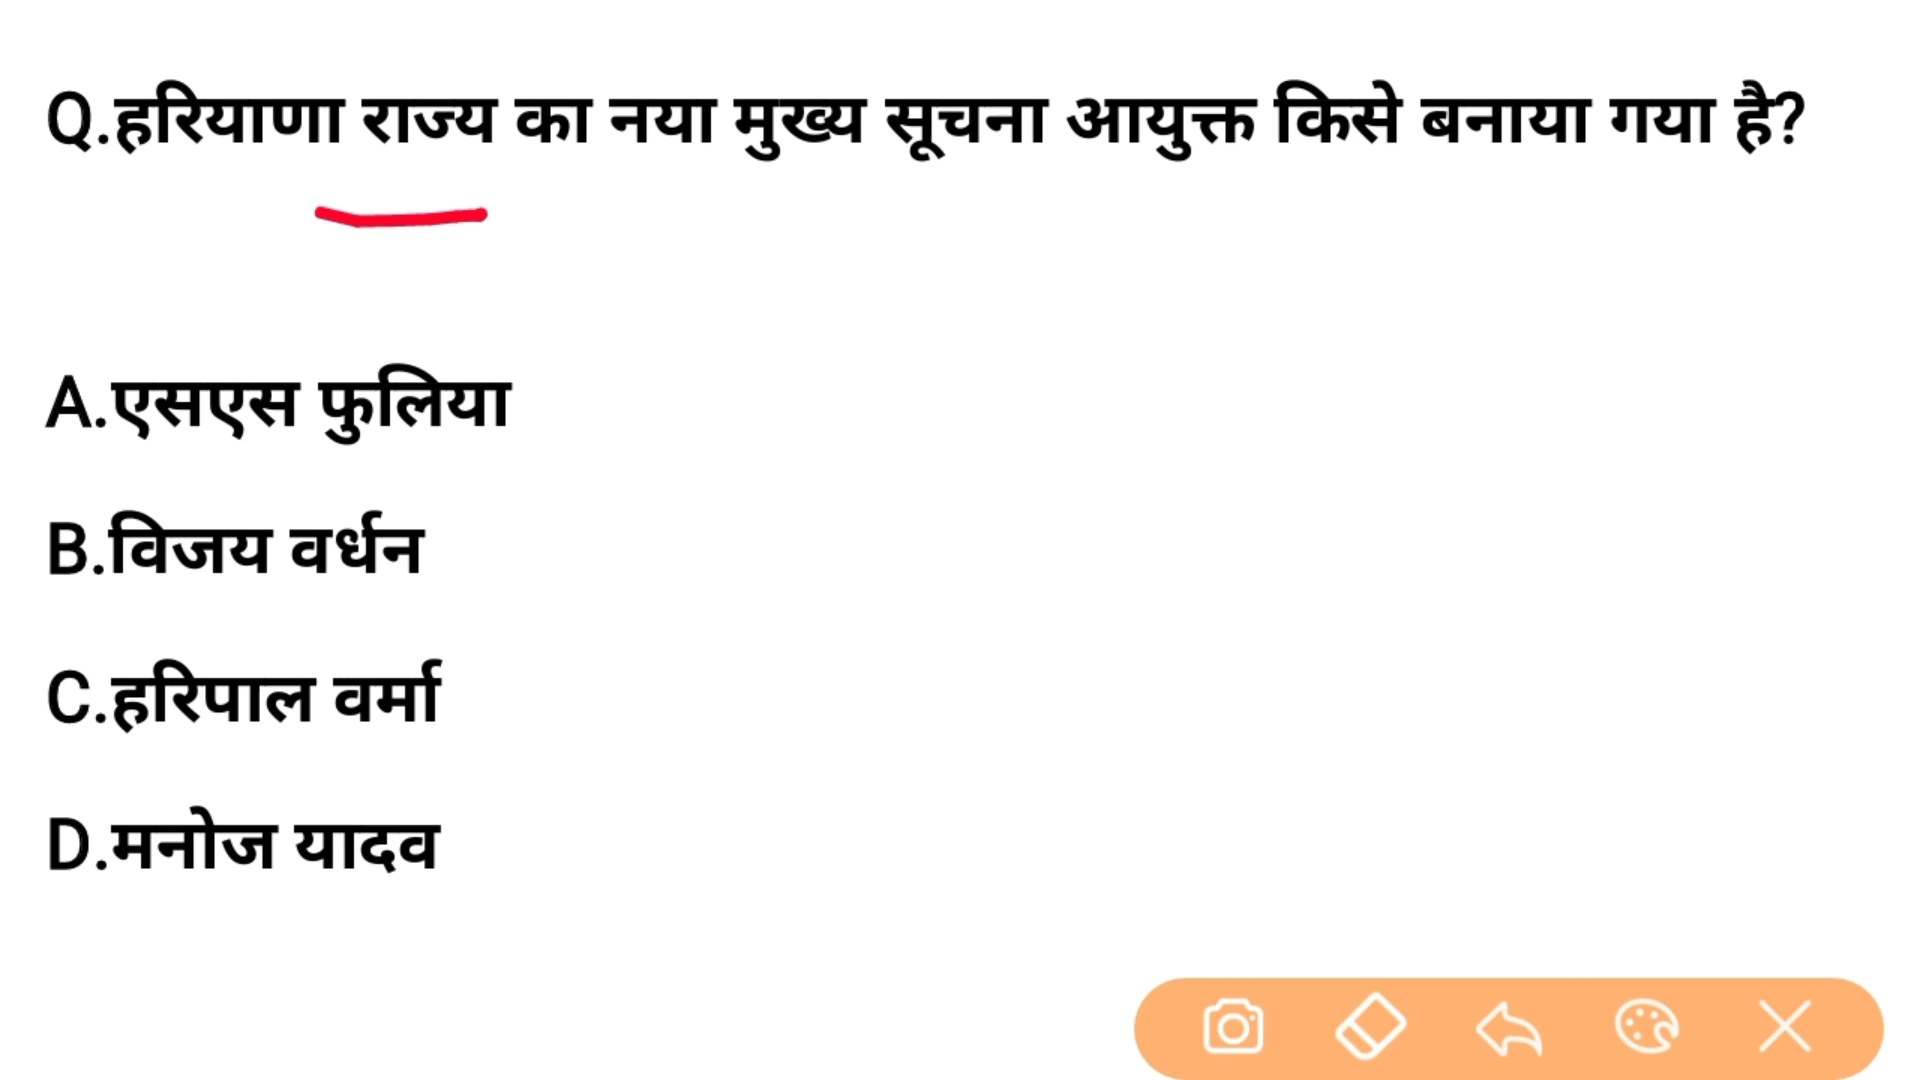 Q.हरियाणा राज्य का नया मुख्य सूचना आयुक्त किसे बनाया गया है?
A.एसएस फुलिया
B.विजय वर्धन
C.हरिपाल वर्मा
D.मनोज यादव